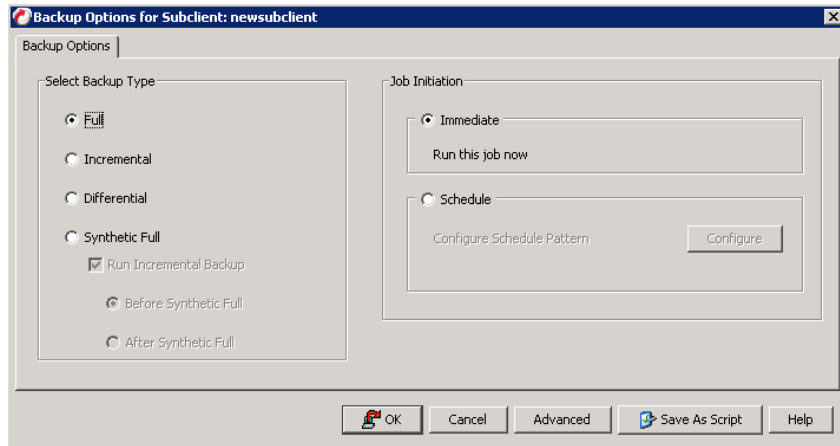 Backup Options for Subclient: newsubclient
Backup Options
Select Backup Type
Full
Incremental
Differential
Synthetic Full
Run Incremental Backup
Before Synthetic Full
After Synthetic Full
Job Initiation
Immediate
Run this job now
Schedule
Configure Schedule Pattern
Configure
OK
Cancel
Advanced
Save As Script
Help